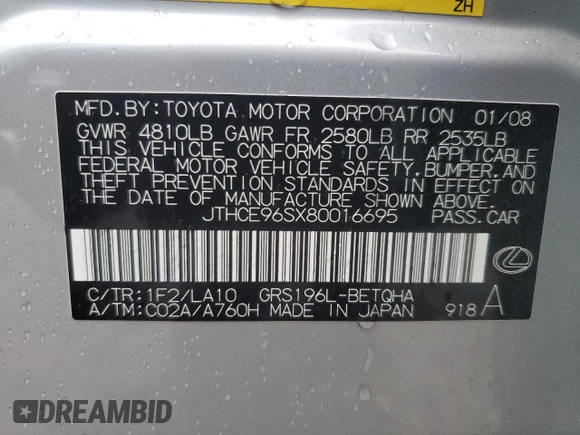 ZH
MFD.BY:TOYOTA MOTOR CORPORATION 01/08
GVWR 4810LB GAWR FR 2580LB RR 2535LB
THIS VEHICLE CONFORMS TO ALL APPLICABLE
FEDERAL MOTOR VEHICLE SAFETY,BUMPER,AND
THEFT PREVENTION STANDARDS IN EFFECT ON
THE DATE OF MANUFACTURE SHOWN ABOVE.
JTHCE96SX80016695 PASS.CAR
C/TR:1F2/LA10 GRS196L-BETQHA
A/TM:C02A/A760H MADE IN JAPAN 918 A
DREAMBID